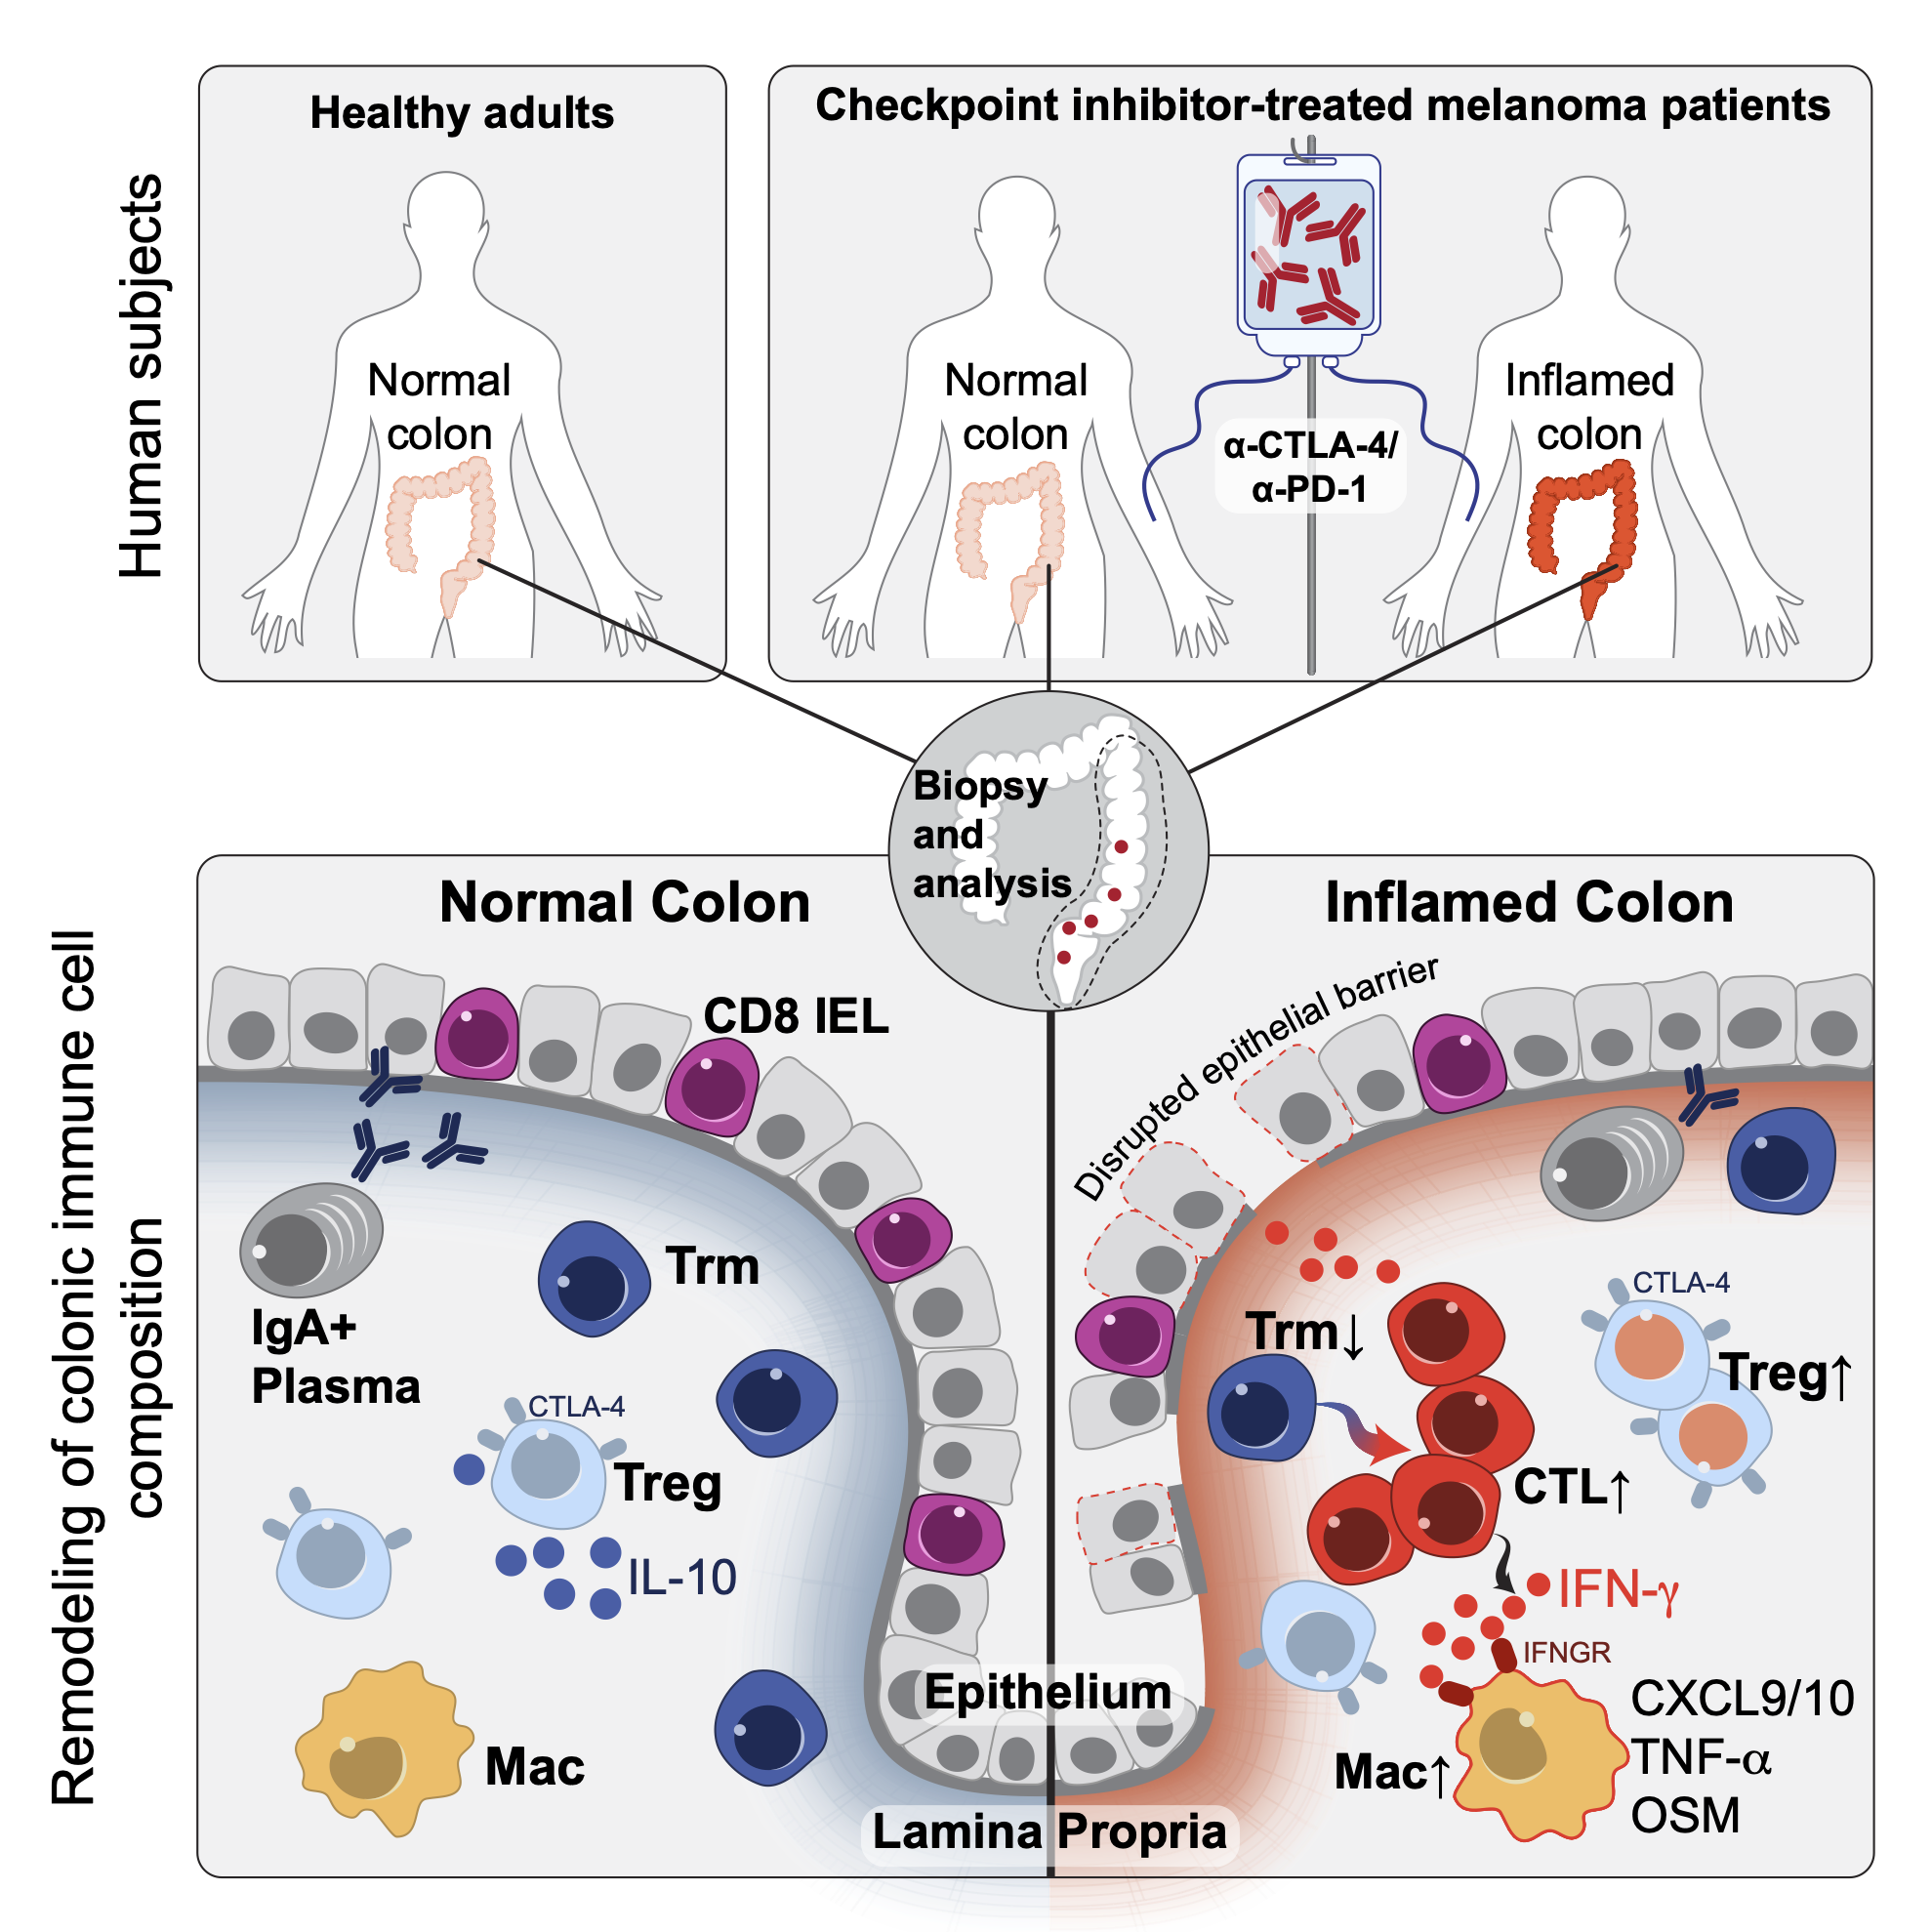 Human subjects
Healthy adults
Normal
colon
Checkpoint inhibitor-treated melanoma patients
Normal
colon
α-CTLA-4/
α-PD-1
Inflamed
colon
Biopsy
and
analysis
Remodeling of colonic immune cell
composition
Normal Colon
CD8 IEL
IgA+
Plasma
Trm
CTLA-4
Treg
IL-10
Mac
Epithelium
Lamina Propria
Inflamed Colon
Disrupted epithelial barrier
Trm↓
CTLA-4
Treg↑
CTL↑
IFN-γ
IFNGR
Mac↑
CXCL9/10
TNF-α
OSM